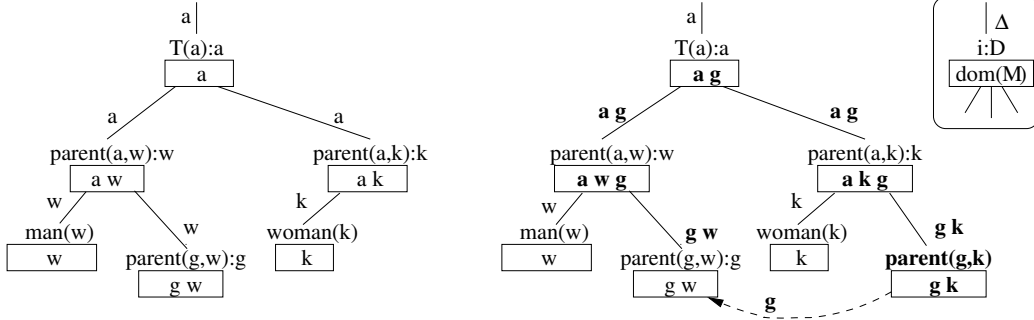 a
T(a):a
a
a
a
parent(a,w):w
a w
parent(a,k):k
a k
w
w
k
man(w)
w
woman(k)
k
parent(g,w):g
g w
a
T(a):a
a g
a g
a g
parent(a,w):w
a w g
parent(a,k):k
a k g
w
g w
k
g k
man(w)
w
woman(k)
k
parent(g,w):g
g w
parent(g,k)
g k
g
Δ
i:D
dom(M)